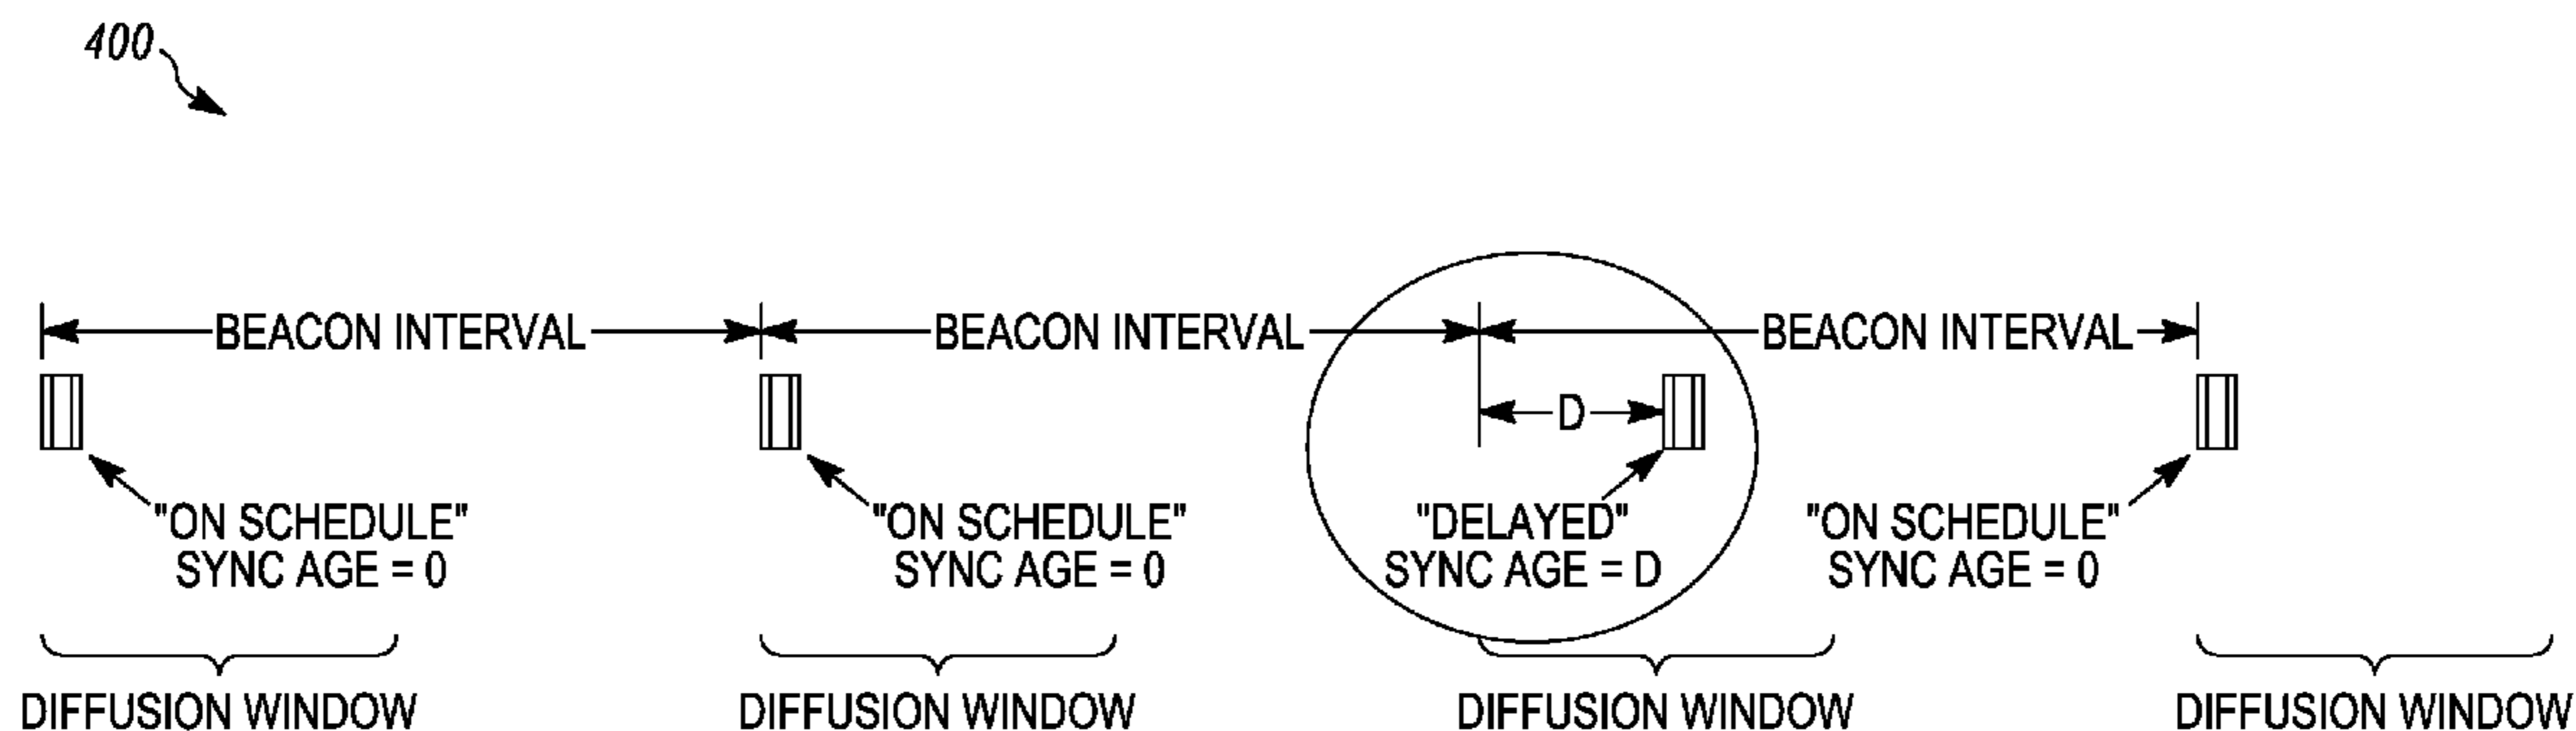 400
BEACON INTERVAL
BEACON INTERVAL
BEACON INTERVAL
D
"ON SCHEDULE"
SYNC AGE = 0
"ON SCHEDULE"
SYNC AGE = 0
"DELAYED"
SYNC AGE = D
"ON SCHEDULE"
SYNC AGE = 0
DIFFUSION WINDOW
DIFFUSION WINDOW
DIFFUSION WINDOW
DIFFUSION WINDOW